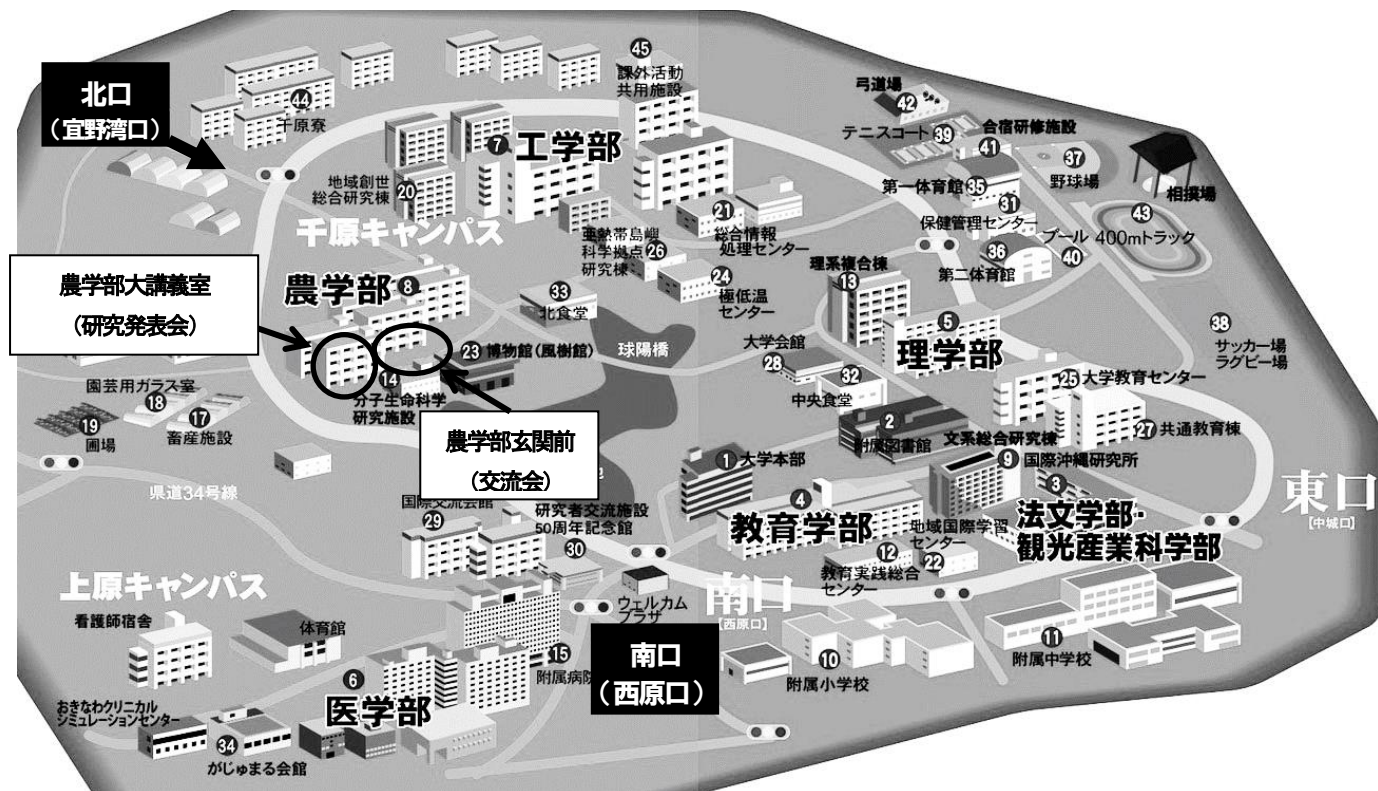 北口
（宜野湾口）
44
千原寮
45
課外活動
共用施設
7
工学部
地域創世
総合研究棟
20
千原キャンパス
21
総合情報
処理センター
亜熱帯島嶼
科学拠点
研究棟
26
24
極低温
センター
弓道場
42
テニスコート
39
合宿研修施設
41
37
野球場
相撲場
第一体育館
35
31
保健管理センター
プール
40
400mトラック
43
36
第二体育館
38
サッカー場
ラグビー場
農学部大講義室
（研究発表会）
農学部
8
33
北食堂
23
博物館（風樹館）
球陽橋
14
分子生命科学
研究施設
農学部玄関前
（交流会）
園芸用ガラス室
18
17
畜産施設
19
圃場
県道34号線
理系複合棟
13
5
理学部
大学会館
28
32
中央食堂
2
附属図書館
25
大学教育センター
27
共通教育棟
文系総合研究棟
9
国際沖縄研究所
3
法文学部・
観光産業科学部
東口
【中城口】
1
大学本部
4
教育学部
地域国際学習
センター
22
12
教育実践総合
センター
国際交流会館
29
研究者交流施設
50周年記念館
30
ウェルカム
プラザ
南口
【西原口】
南口
（西原口）
10
附属小学校
11
附属中学校
上原キャンパス
看護師宿舎
体育館
15
附属病院
6
医学部
おきなわクリニカル
シミュレーションセンター
34
がじゅまる会館